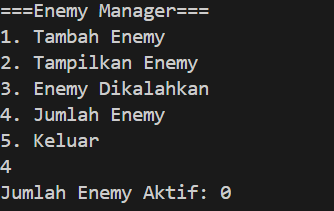 ===Enemy Manager===
1. Tambah Enemy
2. Tampilkan Enemy
3. Enemy Dikalahkan
4. Jumlah Enemy
5. Keluar
4
Jumlah Enemy Aktif: 0